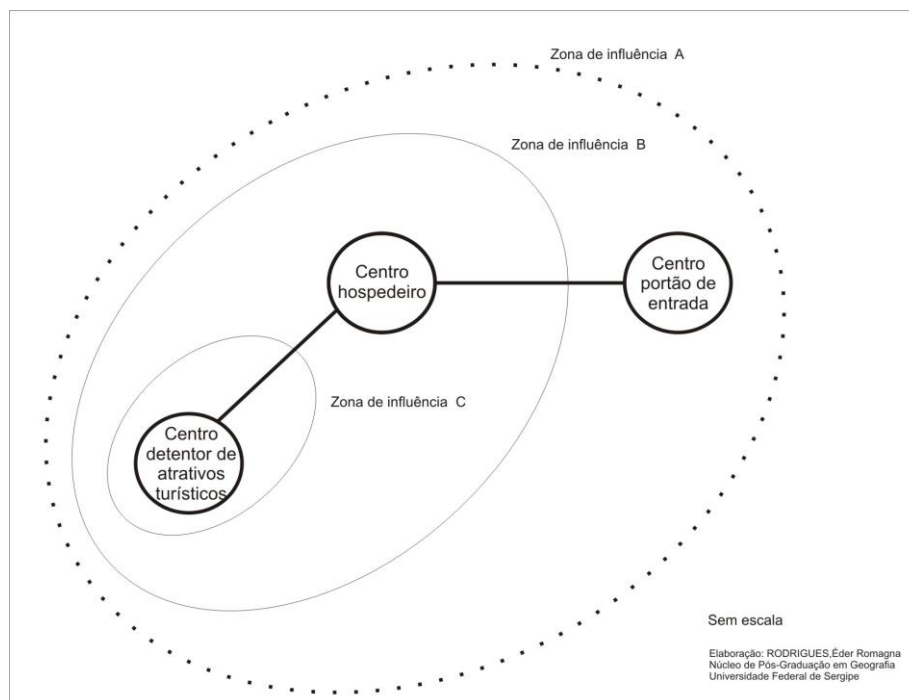 Zona de influência A
Zona de influência B
Centro
hospedeiro
Centro
portão de
entrada
Zona de influência C
Centro
detentor de
atrativos
turísticos
Sem escala
Elaboração: RODRIGUES,Éder Romagna
Núcleo de Pós-Graduação em Geografia
Universidade Federal de Sergipe